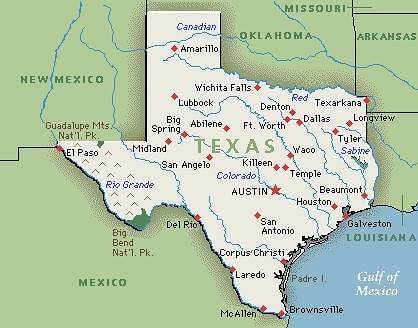 MISSOURI
Canadian
OKLAHOMA
ARKANSAS
Amarillo
NEW MEXICO
Wichita Falls
Red
Lubbock
Denton
Texarkana
Guadalupe Mts.
Nat'l. Pk.
Big
Spring
Abilene
Ft. Worth
Dallas
Longview
Tyler
El Paso
Midland
TEXAS
Waco
Sabine
San Angelo
Killeen
Temple
Colorado
Rio Grande
AUSTIN
Beaumont
Houston
Big
Bend
Nat'l. Pk.
Del Rio
San
Antonio
Galveston
LOUISIANA
MEXICO
Corpus Christi
Laredo
Padre I.
Gulf of
Mexico
McAllen
Brownsville